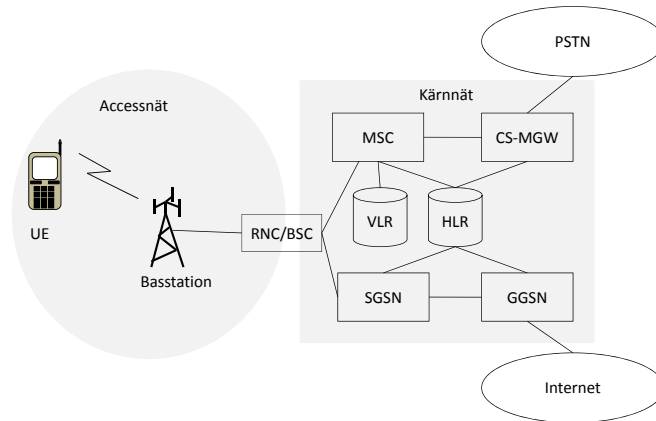 PSTN
Accessnät
Kärnnät
MSC
CS-MGW
UE
VLR
HLR
RNC/BSC
Basstation
SGSN
GGSN
Internet